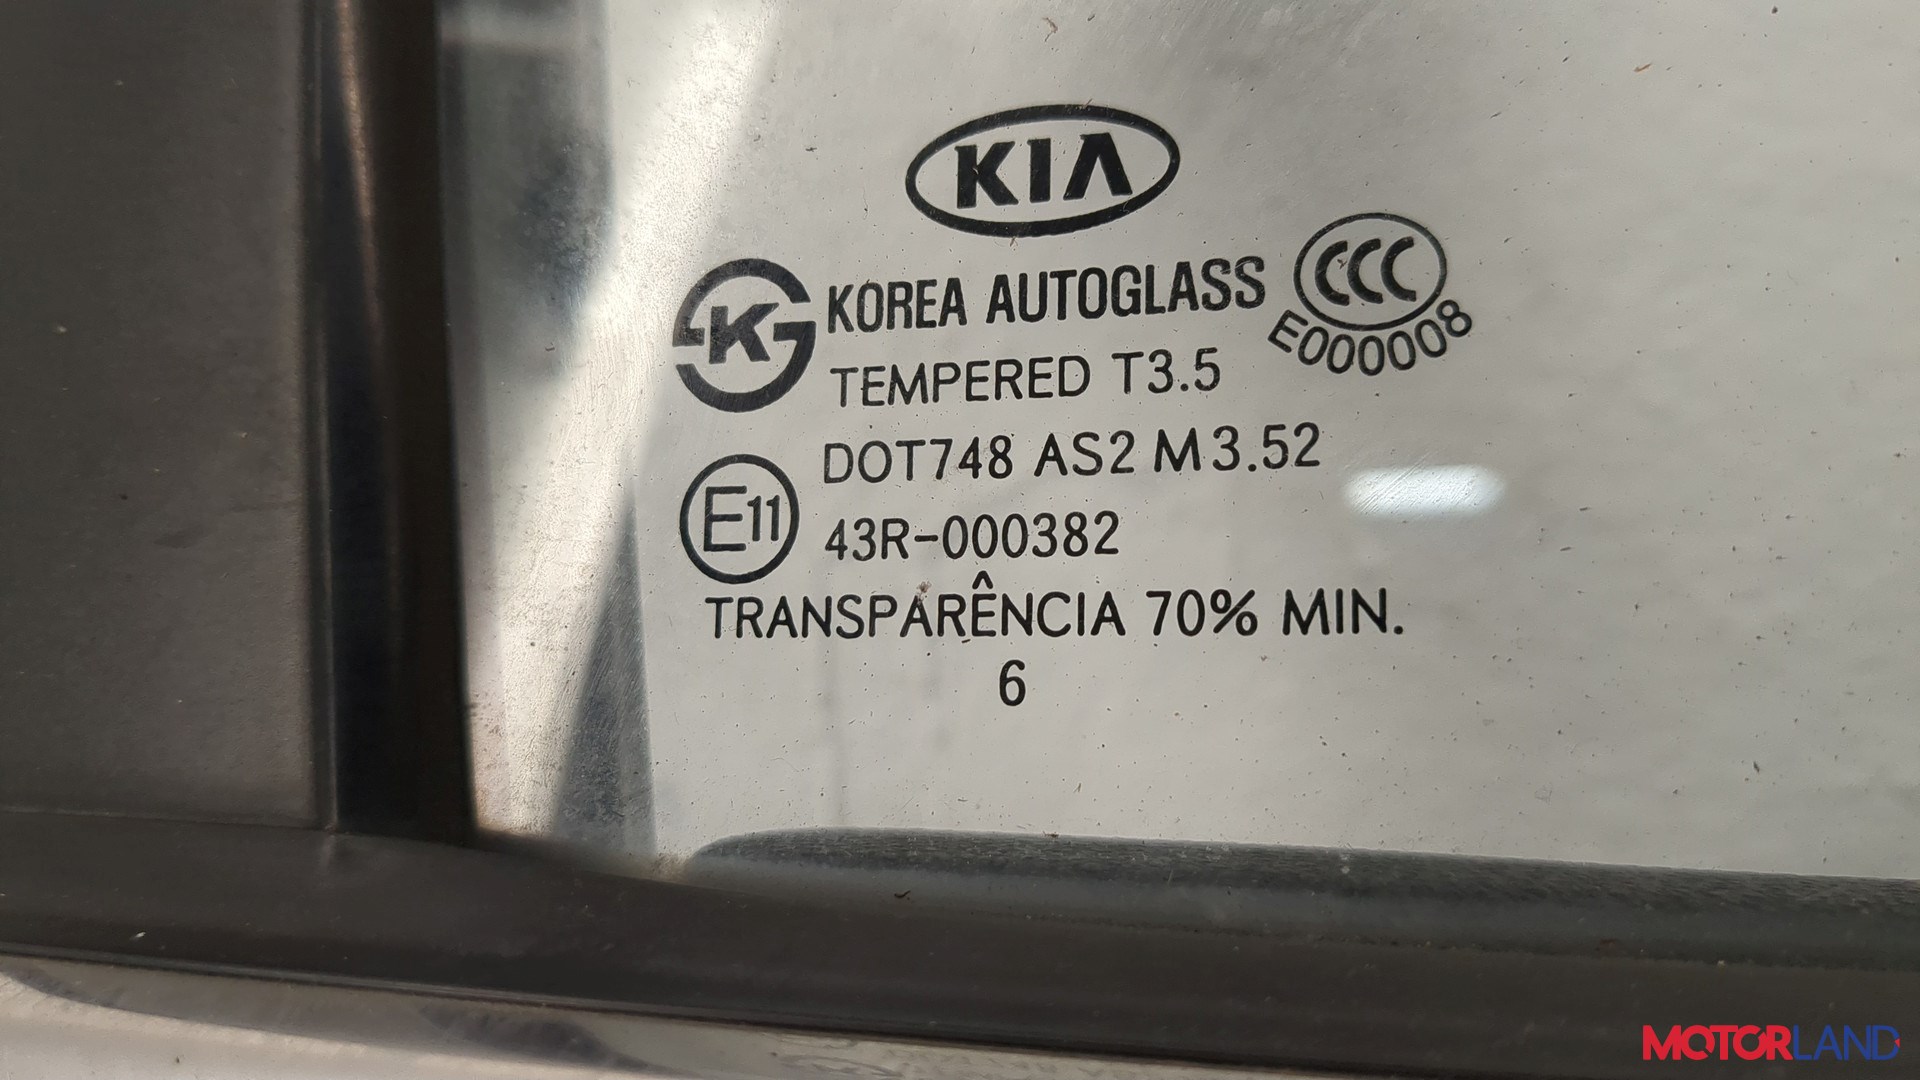 KIA
KOREA AUTOGLASS
CCC
E000008
K
TEMPERED T3.5
DOT748 AS2 M3.52
E11
43R-000382
TRANSPARÊNCIA 70% MIN.
6
MOTORLAND